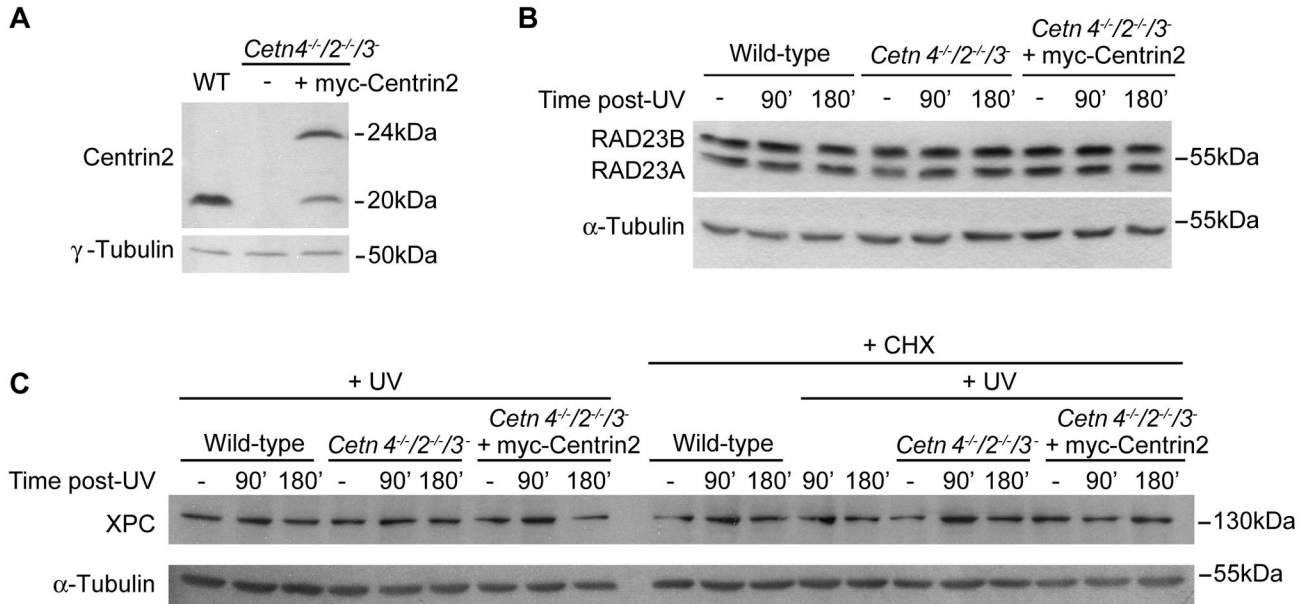 A
Cetn4-/-/2-/-/3-
WT - + myc-Centrin2
Centrin2
-24kDa
-20kDa
γ-Tubulin -50kDa
B
Wild-type Cetn 4-/-/2-/-/3- Cetn 4-/-/2-/-/3- + myc-Centrin2
Time post-UV - 90’ 180’ - 90’ 180’ - 90’ 180’
RAD23B
RAD23A
-55kDa
α-Tubulin
-55kDa
C
+ CHX
+ UV + UV
Cetn 4-/-/2-/-/3- Cetn 4-/-/2-/-/3-
Wild-type Cetn 4-/-/2-/-/3- + myc-Centrin2 Wild-type Cetn 4-/-/2-/-/3- + myc-Centrin2
Time post-UV - 90’ 180’ - 90’ 180’ - 90’ 180’ - 90’ 180’ 90’ 180’ - 90’ 180’ - 90’ 180’
XPC -130kDa
α-Tubulin -55kDa